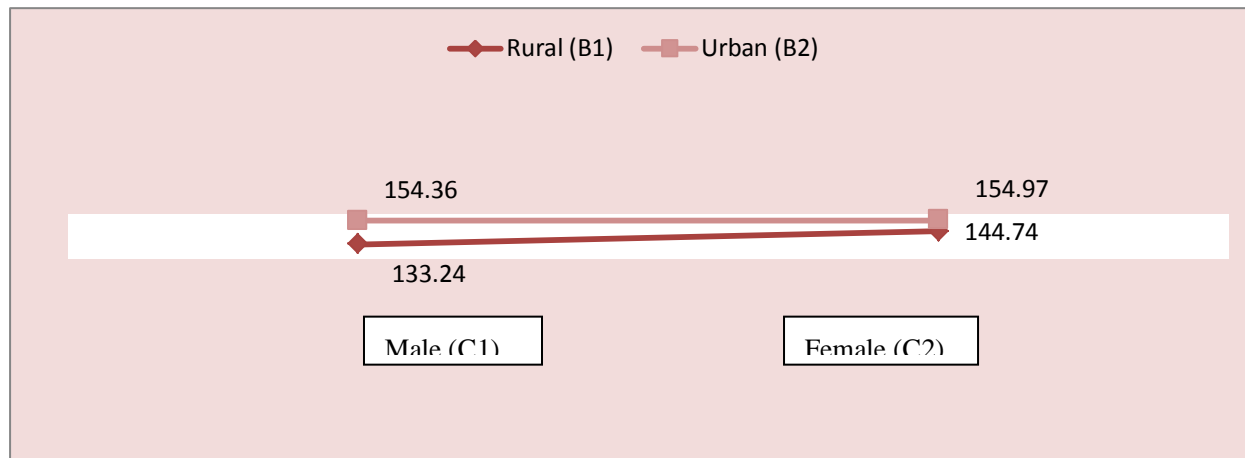 Rural (B1) Urban (B2)
154.36 154.97
144.74
133.24
Male (C1) Female (C2)